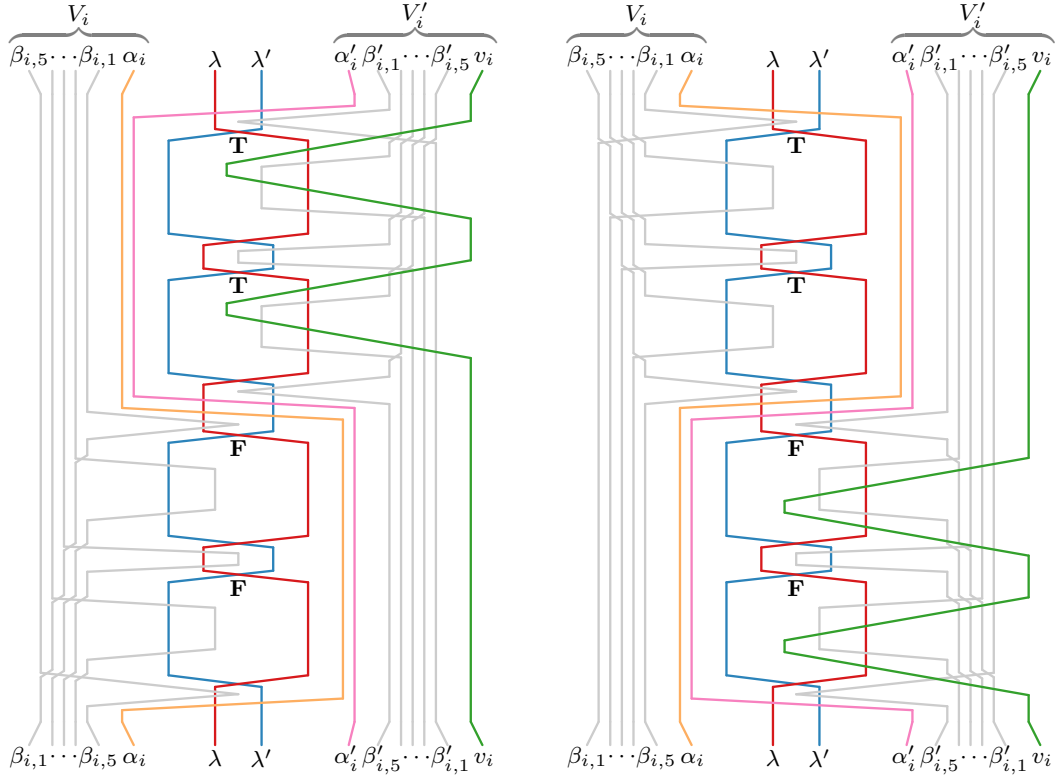 V_i V'_i V_i V'_i
β_{i,5} ··· β_{i,1} α_i λ λ' α'_i β'_{i,1} ··· β'_{i,5} v_i β_{i,5} ··· β_{i,1} α_i λ λ' α'_i β'_{i,1} ··· β'_{i,5} v_i
T T
T T
F F
F F
β_{i,1} ··· β_{i,5} α_i λ λ' α'_i β'_{i,5} ··· β'_{i,1} v_i β_{i,1} ··· β_{i,5} α_i λ λ' α'_i β'_{i,5} ··· β'_{i,1} v_i